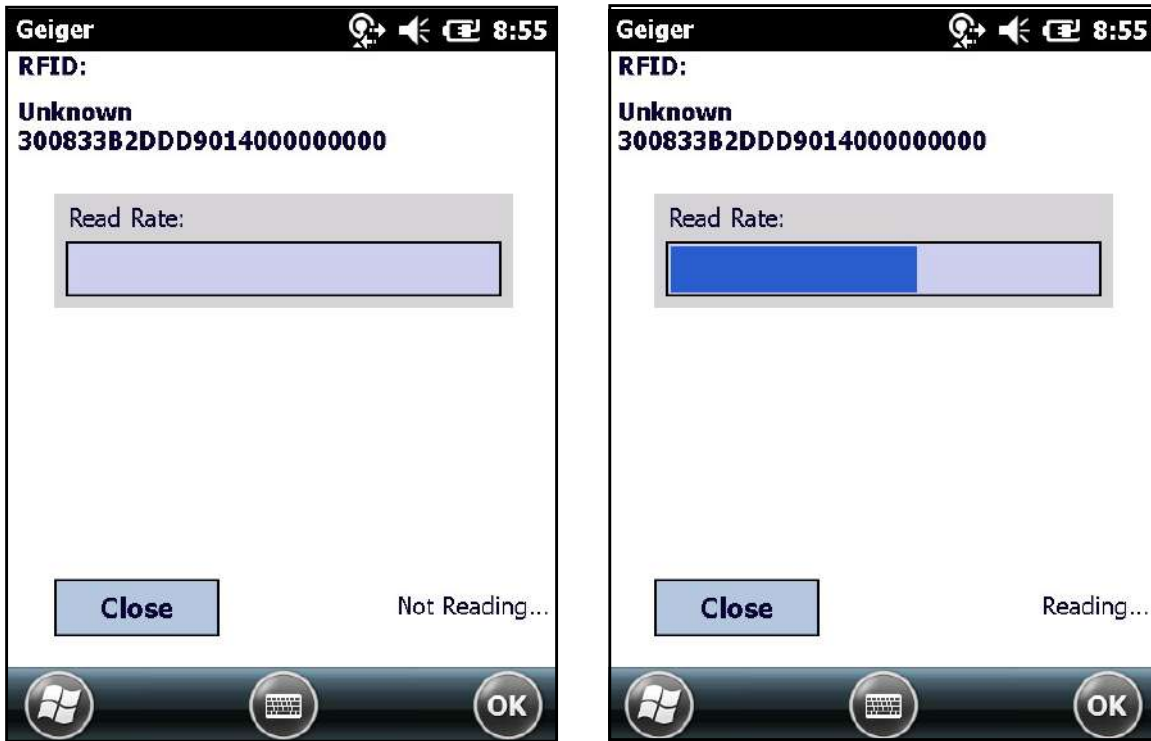 Geiger 8:55
RFID:
Unknown
300833B2DDD9014000000000
Read Rate:
Close Not Reading...
OK
Geiger 8:55
RFID:
Unknown
300833B2DDD9014000000000
Read Rate:
Close Reading...
OK